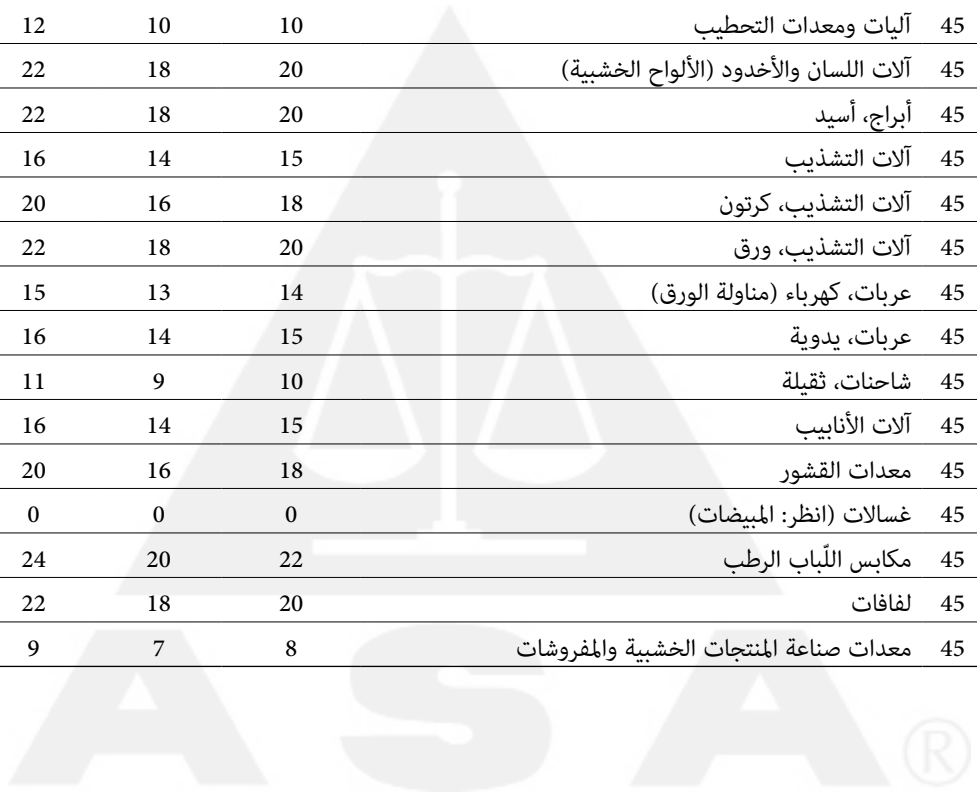 45 آليات ومعدات التحطيب 10 10 12
45 آلات اللسان والأخدود (الألواح الخشبية) 20 18 22
45 أبراج، أسيد 20 18 22
45 آلات التشذيب 15 14 16
45 آلات التشذيب، كرتون 18 16 20
45 آلات التشذيب، ورق 20 18 22
45 عربات، كهرباء (مناولة الورق) 14 13 15
45 عربات، يدوية 15 14 16
45 شاحنات، ثقيلة 10 9 11
45 آلات الأنابيب 15 14 16
45 معدات القشور 18 16 20
45 غسالات (انظر: المبيضات) 0 0 0
45 مكابس اللّباب الرطب 22 20 24
45 لفافات 20 18 22
45 معدات صناعة المنتجات الخشبية والمفروشات 8 7 9
ASA®